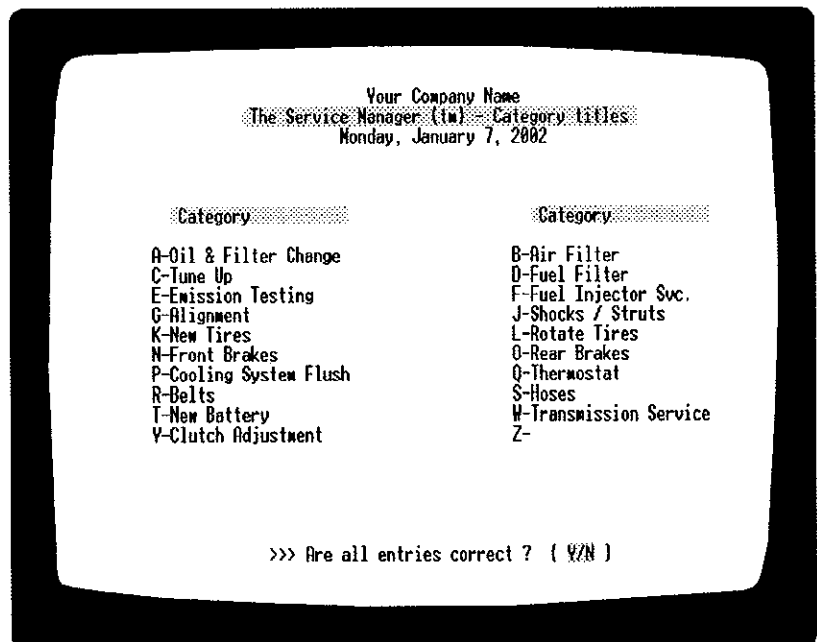 Your Company Name
The Service Manager (tm) - Category titles
Monday, January 7, 2002
Category Category
A-Oil & Filter Change B-Air Filter
C-Tune Up D-Fuel Filter
E-Emission Testing F-Fuel Injector Svc.
G-Alignment J-Shocks / Struts
K-New Tires L-Rotate Tires
N-Front Brakes O-Rear Brakes
P-Cooling System Flush Q-Thermostat
R-Belts S-Hoses
T-New Battery W-Transmission Service
Y-Clutch Adjustment Z-
>>> Are all entries correct ? ( Y/N )